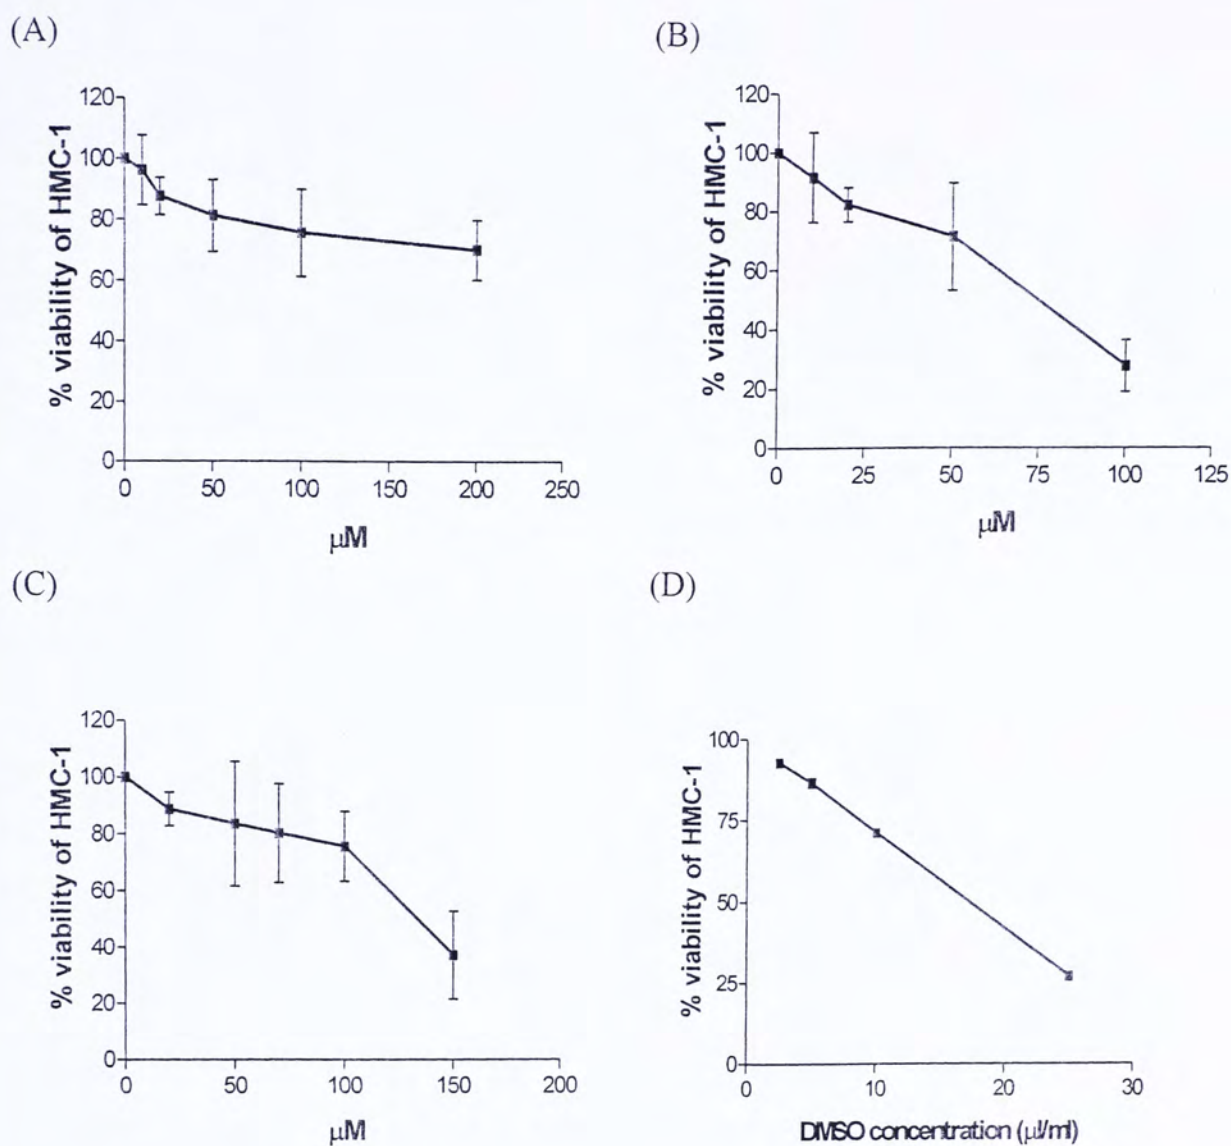 (A)
% viability of HMC-1
120
100
80
60
40
20
0
0 50 100 150 200 250
μM
(B)
% viability of HMC-1
120
100
80
60
40
20
0
0 25 50 75 100 125
μM
(C)
% viability of HMC-1
120
100
80
60
40
20
0
0 50 100 150 200
μM
(D)
% viability of HMC-1
100
75
50
25
0
0 10 20 30
DMSO concentration (μl/ml)